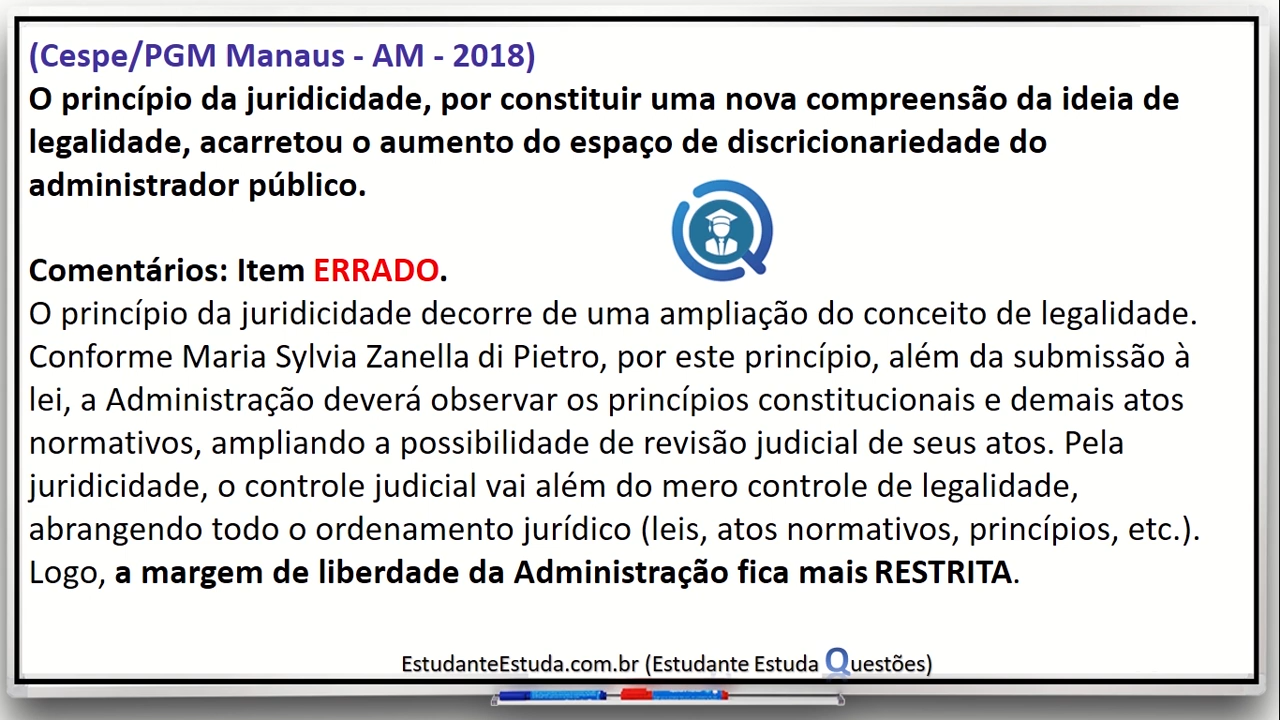 (Cespe/PGM Manaus - AM - 2018)
O princípio da juridicidade, por constituir uma nova compreensão da ideia de
legalidade, acarretou o aumento do espaço de discricionariedade do
administrador público.
Comentários: Item ERRADO.
O princípio da juridicidade decorre de uma ampliação do conceito de legalidade.
Conforme Maria Sylvia Zanella di Pietro, por este princípio, além da submissão à
lei, a Administração deverá observar os princípios constitucionais e demais atos
normativos, ampliando a possibilidade de revisão judicial de seus atos. Pela
juridicidade, o controle judicial vai além do mero controle de legalidade,
abrangendo todo o ordenamento jurídico (leis, atos normativos, princípios, etc.).
Logo, a margem de liberdade da Administração fica mais RESTRITA.
EstudanteEstuda.com.br (Estudante Estuda Questões)